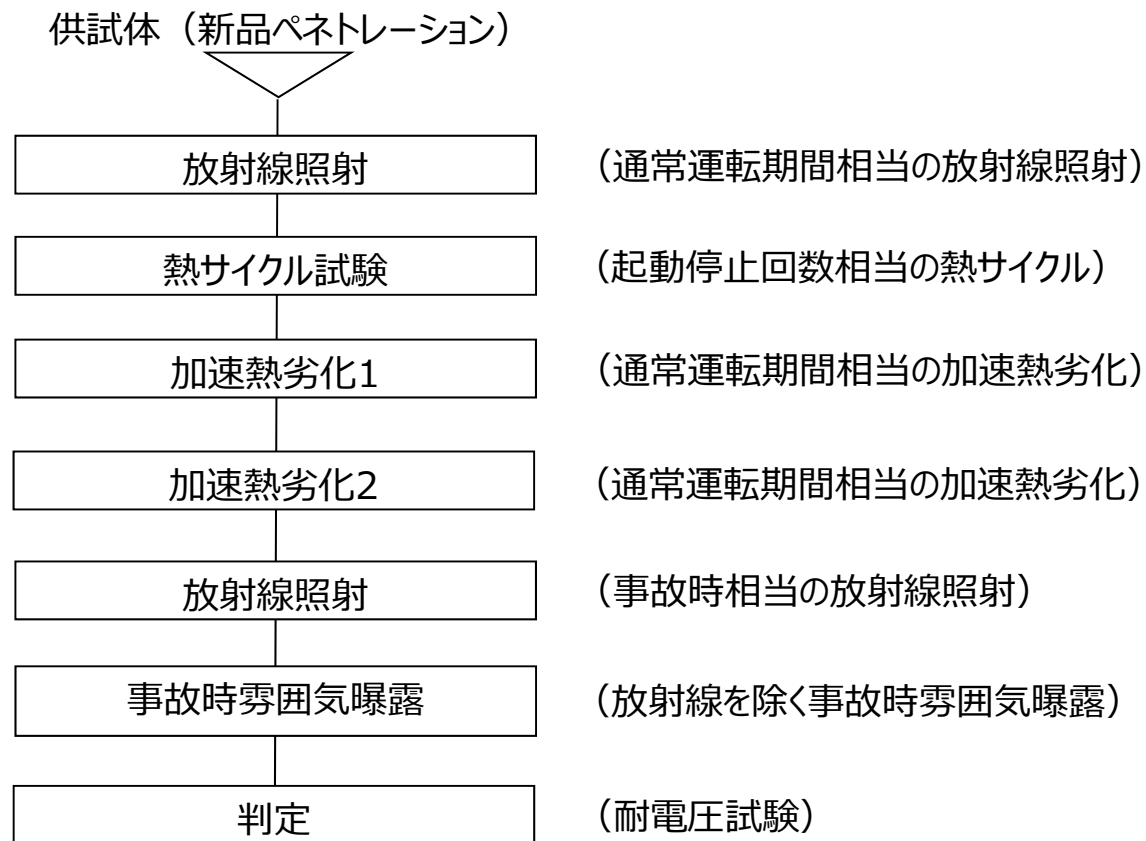 供試体（新品ペネトレーション）
放射線照射 （通常運転期間相当の放射線照射）
熱サイクル試験 （起動停止回数相当の熱サイクル）
加速熱劣化1 （通常運転期間相当の加速熱劣化）
加速熱劣化2 （通常運転期間相当の加速熱劣化）
放射線照射 （事故時相当の放射線照射）
事故時雰囲気曝露 （放射線を除く事故時雰囲気曝露）
判定 （耐電圧試験）